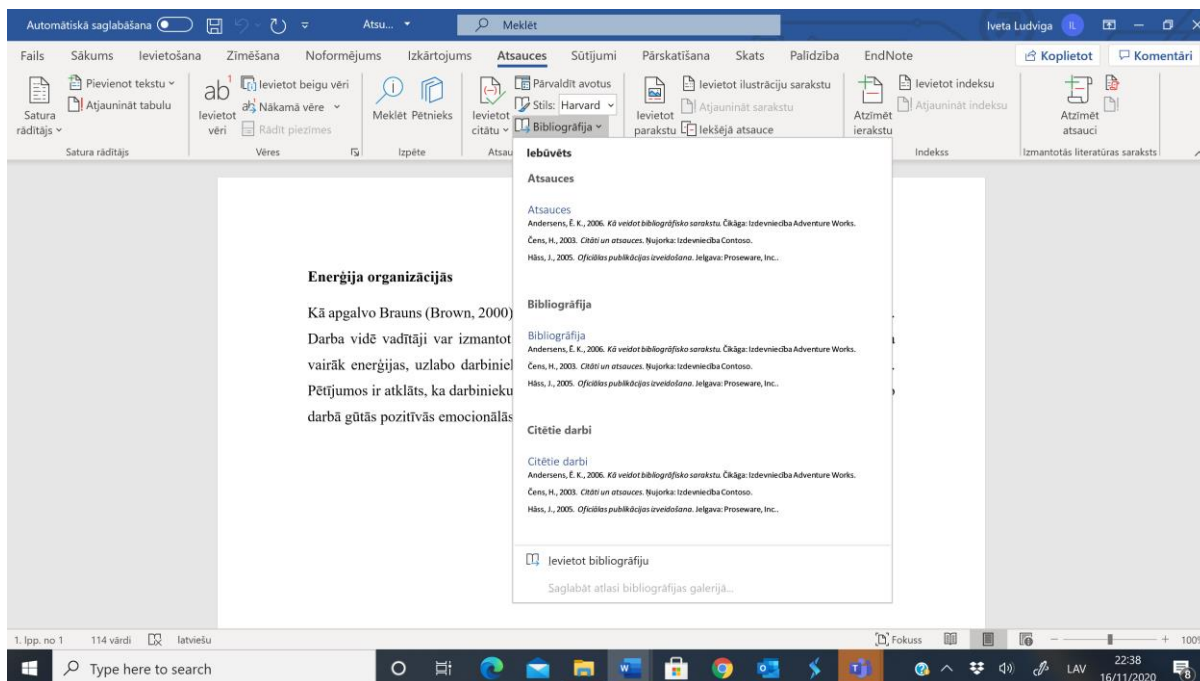 Automātiskā saglabāšana
Atsu...
Meklēt
Iveta Ludviga
IL
Fails Sākums Ievietošana Zīmēšana Noformējums Izkārtojums Atsauces Sūtījumi Pārskatīšana Skats Palīdzība EndNote Koplietot Komentāri
Satura rādītājs
Pievienot tekstu
Atjaunināt tabulu
Satura rādītājs
ab1
Ievietot vēri
Ievietot beigu vēri
Nākamā vēre
Rādīt piezīmes
Vēres
Meklēt Pētnieks
Izpēte
Ievietot citātu
Pārvaldīt avotus
Stils: Harvard
Bibliogrāfija
Atsau
Ievietot parakstu
Ievietot ilustrāciju sarakstu
Atjaunināt sarakstu
Iekšējā atsauce
Atzīmēt ierakstu
Ievietot indeksu
Atjaunināt indeksu
Indekss
Atzīmēt atsauci
Izmantotās literatūras saraksts
Iebūvēts
Atsauces
Atsauces
Andersens, Ē. K., 2006. Kā veidot bibliogrāfisko sarakstu. Čikāga: Izdevniecība Adventure Works.
Čens, H., 2003. Citāti un atsauces. Ņujorka: Izdevniecība Contoso.
Hāss, J., 2005. Oficiālas publikācijas izveidošana. Jelgava: Proseware, Inc..
Bibliogrāfija
Bibliogrāfija
Andersens, Ē. K., 2006. Kā veidot bibliogrāfisko sarakstu. Čikāga: Izdevniecība Adventure Works.
Čens, H., 2003. Citāti un atsauces. Ņujorka: Izdevniecība Contoso.
Hāss, J., 2005. Oficiālas publikācijas izveidošana. Jelgava: Proseware, Inc..
Citētie darbi
Citētie darbi
Andersens, Ē. K., 2006. Kā veidot bibliogrāfisko sarakstu. Čikāga: Izdevniecība Adventure Works.
Čens, H., 2003. Citāti un atsauces. Ņujorka: Izdevniecība Contoso.
Hāss, J., 2005. Oficiālas publikācijas izveidošana. Jelgava: Proseware, Inc..
Ievietot bibliogrāfiju
Saglabāt atlasi bibliogrāfijas galerijā...
Enerģija organizācijās
Kā apgalvo Brauns (Brown, 2000)
Darba vidē vadītāji var izmantot
vairāk enerģijas, uzlabo darbiniel
Pētījumos ir atklāts, ka darbinieku
darbā gūtās pozitīvās emocionālās
1. lpp. no 1 114 vārdi latviešu Fokuss 100%
Type here to search
LAV
22:38
16/11/2020
8